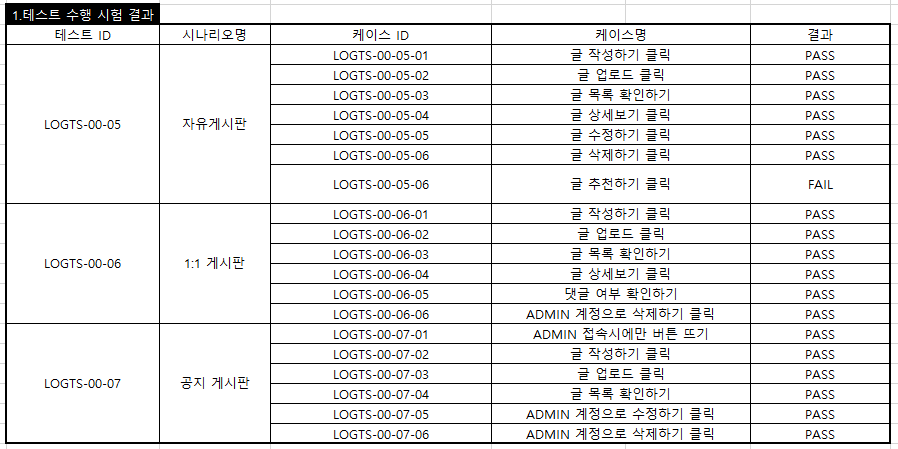 1.테스트 수행 시험 결과
테스트 ID 시나리오명 케이스 ID 케이스명 결과
LOGTS-00-05 자유게시판 LOGTS-00-05-01 글 작성하기 클릭 PASS
LOGTS-00-05-02 글 업로드 클릭 PASS
LOGTS-00-05-03 글 목록 확인하기 PASS
LOGTS-00-05-04 글 상세보기 클릭 PASS
LOGTS-00-05-05 글 수정하기 클릭 PASS
LOGTS-00-05-06 글 삭제하기 클릭 PASS
LOGTS-00-05-06 글 추천하기 클릭 FAIL
LOGTS-00-06 1:1 게시판 LOGTS-00-06-01 글 작성하기 클릭 PASS
LOGTS-00-06-02 글 업로드 클릭 PASS
LOGTS-00-06-03 글 목록 확인하기 PASS
LOGTS-00-06-04 글 상세보기 클릭 PASS
LOGTS-00-06-05 댓글 여부 확인하기 PASS
LOGTS-00-06-06 ADMIN 계정으로 삭제하기 클릭 PASS
LOGTS-00-07 공지 게시판 LOGTS-00-07-01 ADMIN 접속시에만 버튼 뜨기 PASS
LOGTS-00-07-02 글 작성하기 클릭 PASS
LOGTS-00-07-03 글 업로드 클릭 PASS
LOGTS-00-07-04 글 목록 확인하기 PASS
LOGTS-00-07-05 ADMIN 계정으로 수정하기 클릭 PASS
LOGTS-00-07-06 ADMIN 계정으로 삭제하기 클릭 PASS